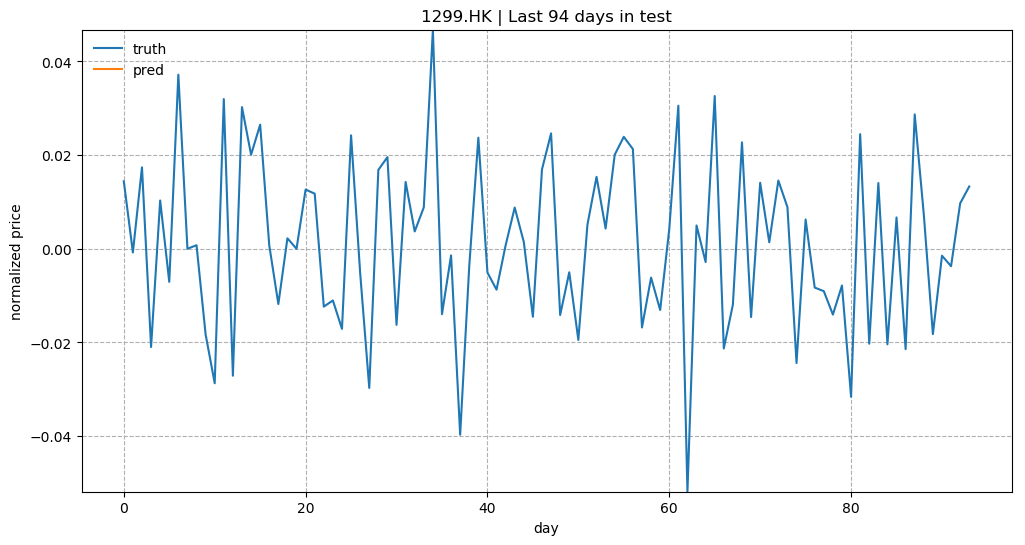 1299.HK | Last 94 days in test
truth
pred
0.04
0.02
0.00
−0.02
−0.04
normalized price
0 20 40 60 80
day